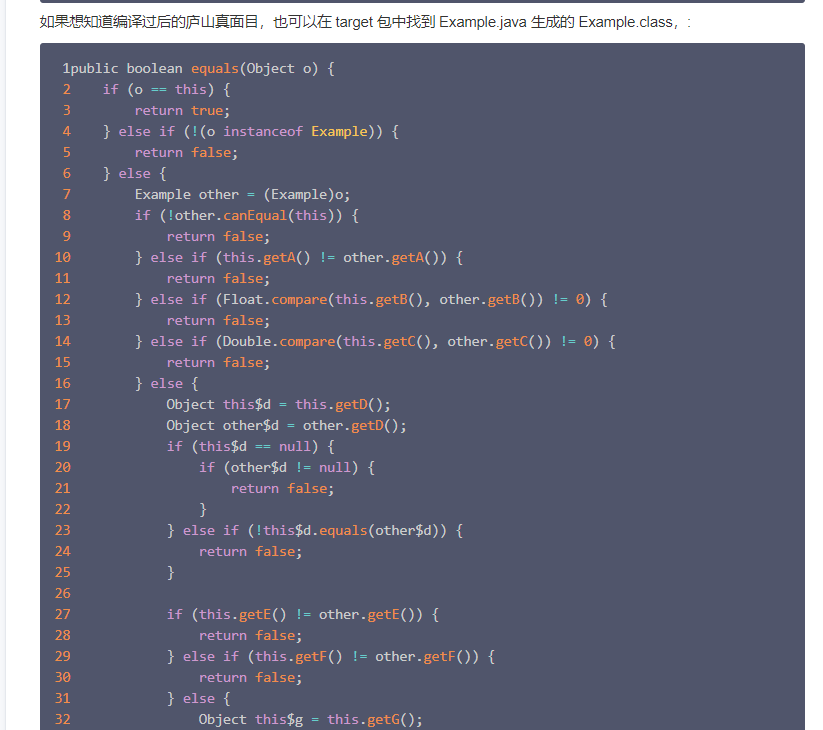 如果想知道编译过后的庐山真面目，也可以在 target 包中找到 Example.java 生成的 Example.class，:
1public boolean equals(Object o) {
2    if (o == this) {
3        return true;
4    } else if (!(o instanceof Example)) {
5        return false;
6    } else {
7        Example other = (Example)o;
8        if (!other.canEqual(this)) {
9            return false;
10        } else if (this.getA() != other.getA()) {
11            return false;
12        } else if (Float.compare(this.getB(), other.getB()) != 0) {
13            return false;
14        } else if (Double.compare(this.getC(), other.getC()) != 0) {
15            return false;
16        } else {
17            Object this$d = this.getD();
18            Object other$d = other.getD();
19            if (this$d == null) {
20                if (other$d != null) {
21                    return false;
22                }
23            } else if (!this$d.equals(other$d)) {
24                return false;
25            }
26
27            if (this.getE() != other.getE()) {
28                return false;
29            } else if (this.getF() != other.getF()) {
30                return false;
31            } else {
32                Object this$g = this.getG();